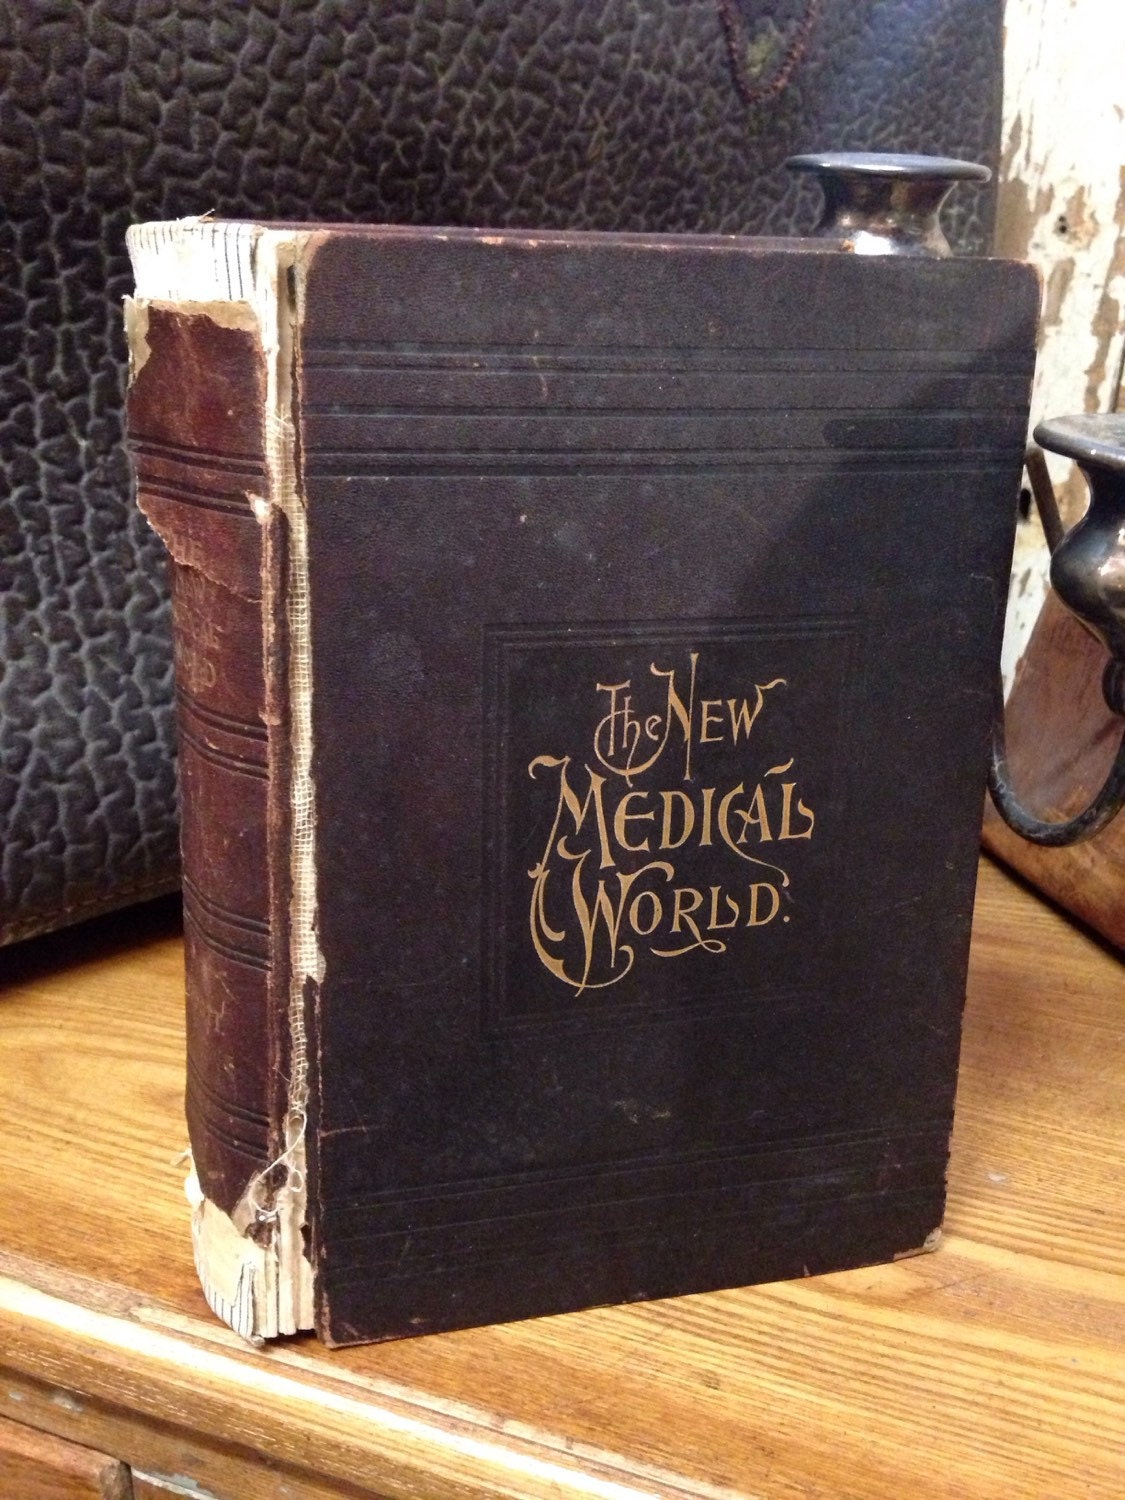 The New
Medical
World.